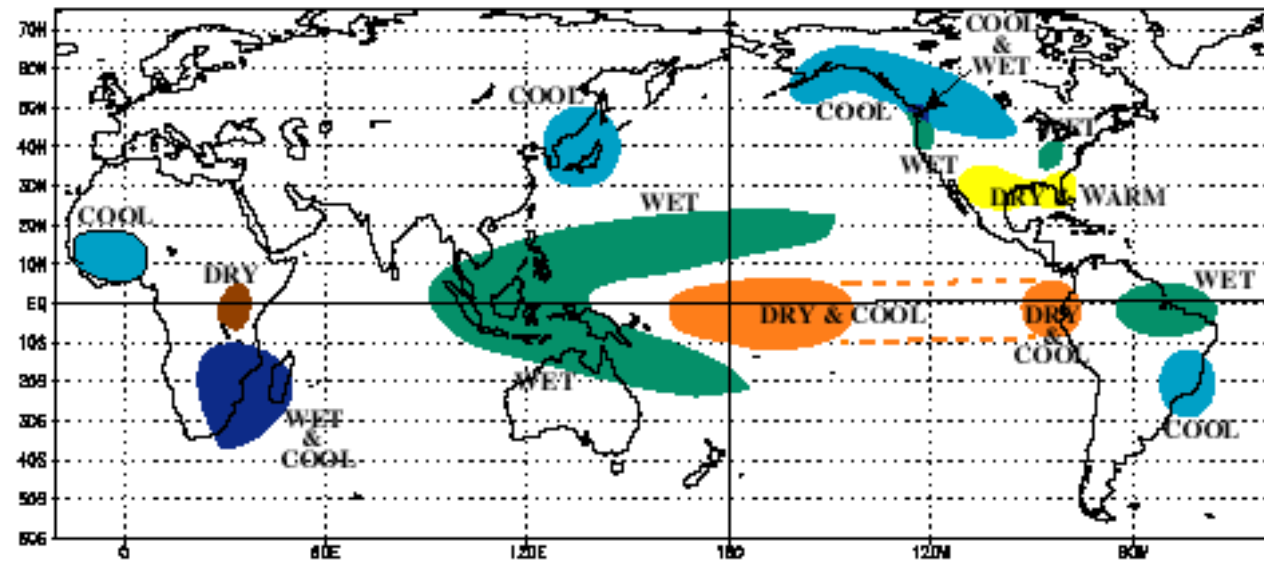 70N
60N
50N
40N
30N
20N
10N
EQ
10S
20S
30S
40S
50S
60S
0
60E
120E
180
120W
60W
COOL
&
WET
COOL
COOL
WET
WET
DRY & WARM
COOL
WET
DRY
WET
DRY & COOL
DRY
&
COOL
WET
WET
&
COOL
COOL